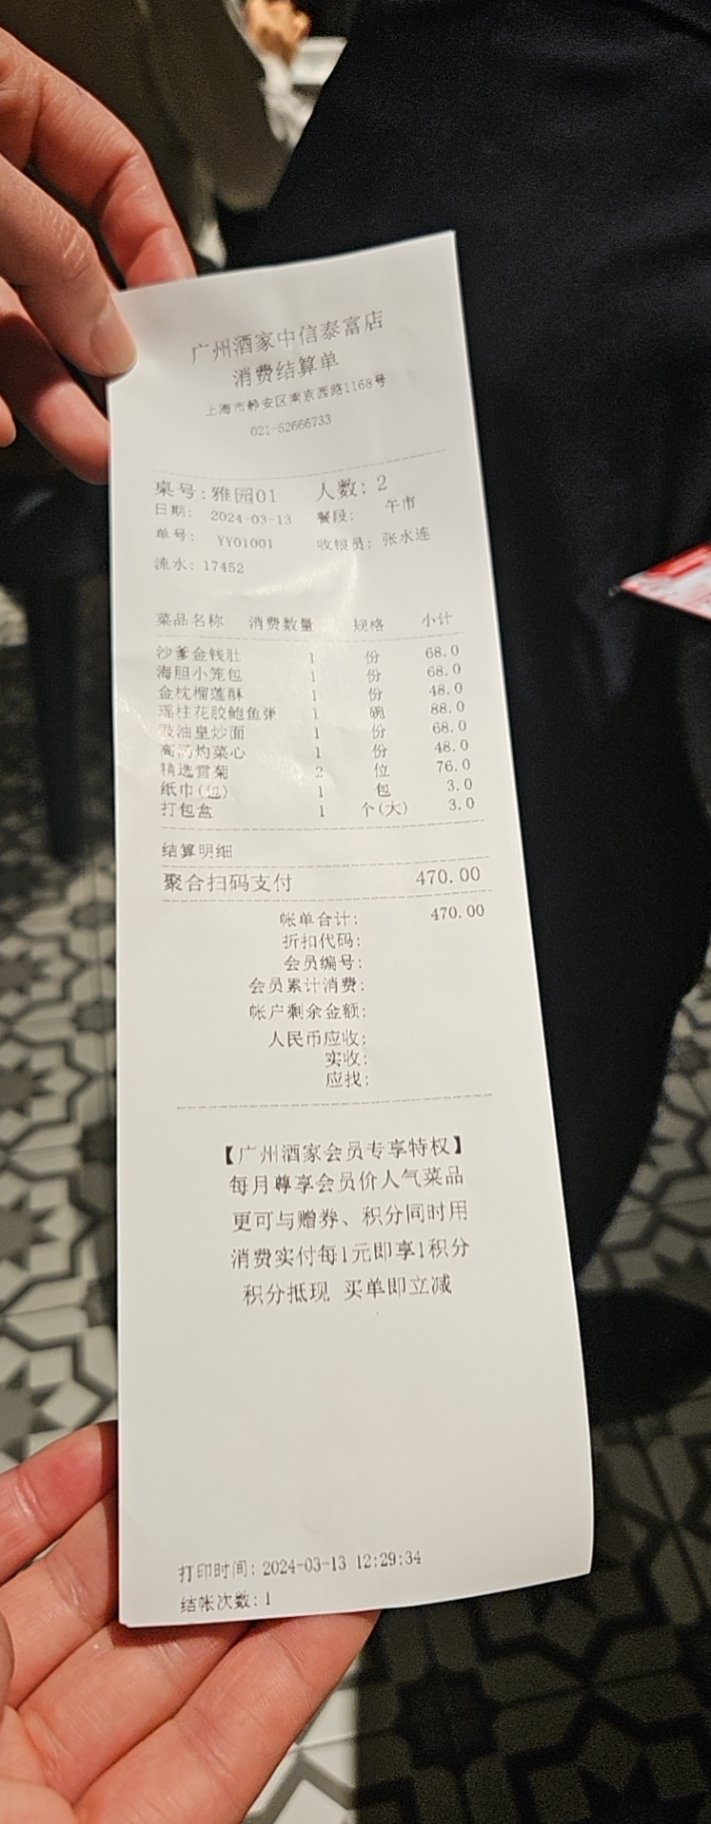 广州酒家中信泰富店
消费结算单
上海市静安区南京西路1168号
021-52666733
桌号:雅园01 人数: 2
日期: 2024-03-13 餐段: 午市
单号: YY01001 收银员: 张水连
流水: 17452
菜品名称 消费数量 规格 小计
沙爹金钱肚 1 份 68.0
海胆小笼包 1 份 68.0
金枕榴莲酥 1 份 48.0
瑶柱花胶鲍鱼粥 1 碗 88.0
豉油皇炒面 1 份 68.0
高汤灼菜心 1 份 48.0
精选雪菊 2 位 76.0
纸巾(包) 1 包 3.0
打包盒 1 个(大) 3.0
结算明细
聚合扫码支付 470.00
帐单合计: 470.00
折扣代码:
会员编号:
会员累计消费:
帐户剩余金额:
人民币应收:
实收:
应找:
【广州酒家会员专享特权】
每月尊享会员价人气菜品
更可与赠券、积分同时用
消费实付每1元即享1积分
积分抵现 买单即立减
打印时间: 2024-03-13 12:29:34
结帐次数: 1